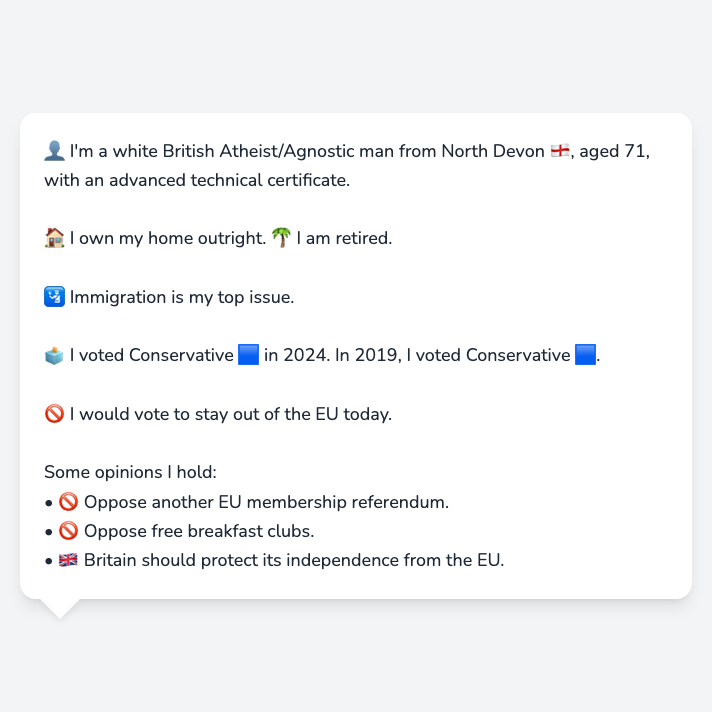 👤 I'm a white British Atheist/Agnostic man from North Devon 🏴󠁧󠁢󠁥󠁮󠁧󠁿, aged 71,
with an advanced technical certificate.
🏠 I own my home outright. 🌴 I am retired.
🛂 Immigration is my top issue.
🗳️ I voted Conservative 🟦 in 2024. In 2019, I voted Conservative 🟦.
🚫 I would vote to stay out of the EU today.
Some opinions I hold:
• 🚫 Oppose another EU membership referendum.
• 🚫 Oppose free breakfast clubs.
• 🇬🇧 Britain should protect its independence from the EU.